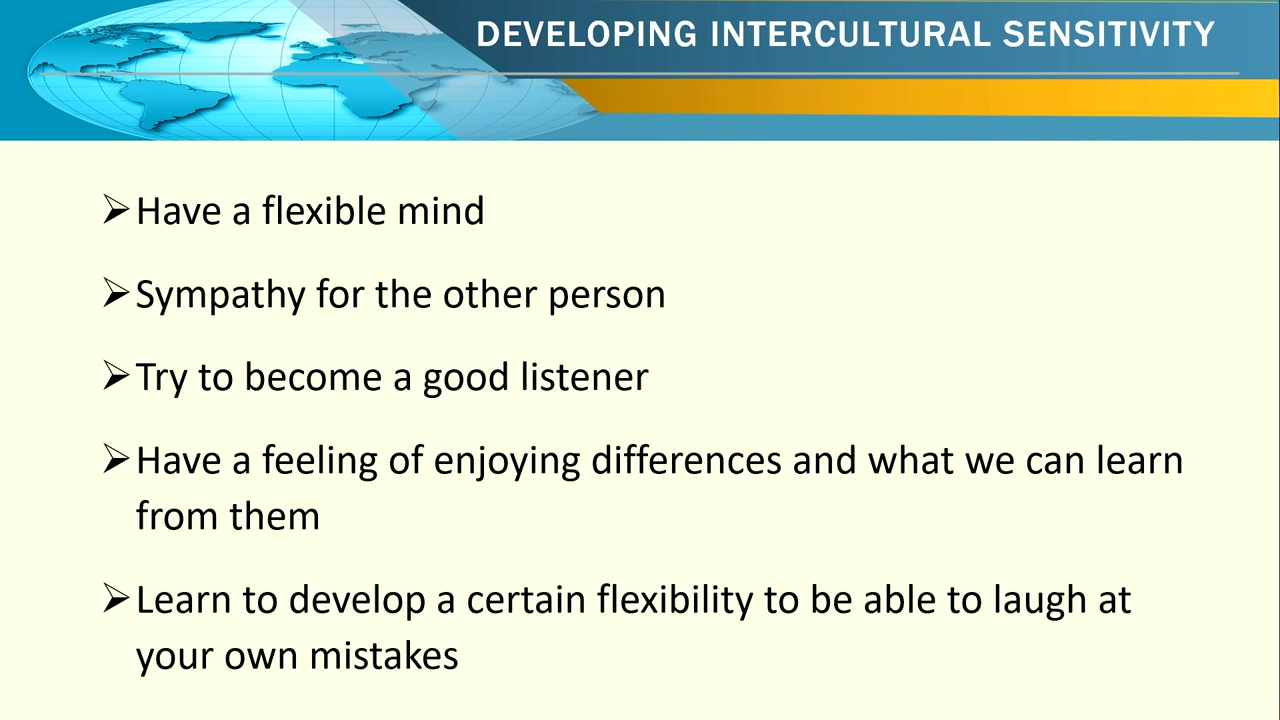 DEVELOPING INTERCULTURAL SENSITIVITY
➢Have a flexible mind
➢Sympathy for the other person
➢Try to become a good listener
➢Have a feeling of enjoying differences and what we can learn
from them
➢Learn to develop a certain flexibility to be able to laugh at
your own mistakes